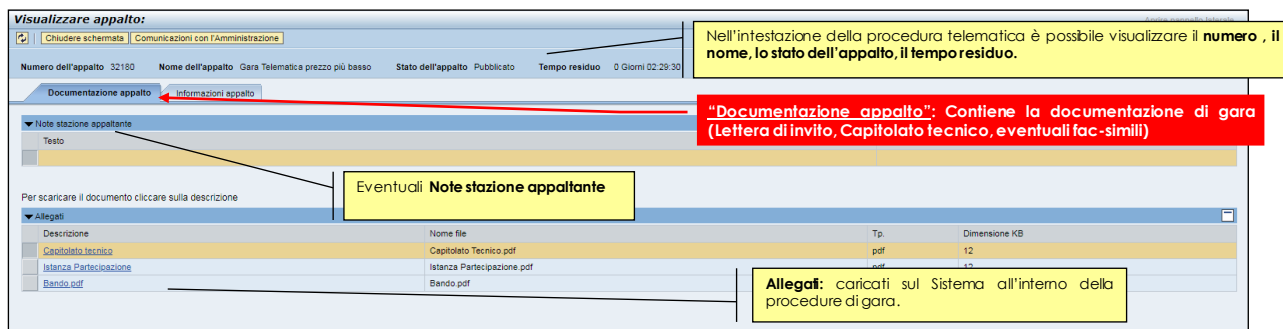 Visualizzare appalto:
Aprire pannello laterale
Chiudere schermata Comunicazioni con l'Amministrazione
Nell'intestazione della procedura telematica è possibile visualizzare il numero , il
nome, lo stato dell'appalto, il tempo residuo.
Numero dell'appalto 32180 Nome dell'appalto Gara Telematica prezzo più basso Stato dell'appalto Pubblicato Tempo residuo 0 Giorni 02:29:30
Documentazione appalto Informazioni appalto
"Documentazione appalto": Contiene la documentazione di gara
(Lettera di invito, Capitolato tecnico, eventuali fac-simili)
Note stazione appaltante
Testo
Eventuali Note stazione appaltante
Per scaricare il documento cliccare sulla descrizione
Allegati
Descrizione Nome file Tp. Dimensione KB
Capitolato tecnico Capitolato Tecnico.pdf pdf 12
Istanza Partecipazione Istanza Partecipazione.pdf pdf 12
Bando.pdf Bando.pdf
Allegati: caricati sul Sistema all'interno della
procedure di gara.